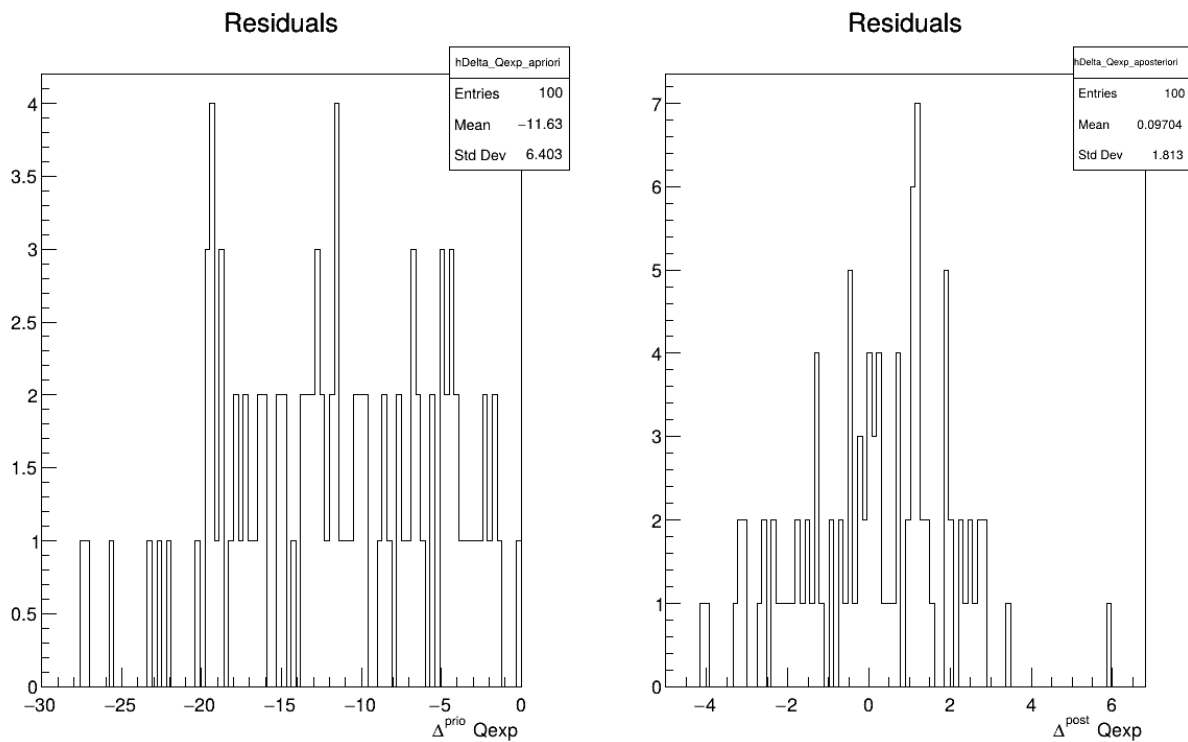 Residuals
hDelta_Qexp_apriori
Entries 100
Mean −11.63
Std Dev 6.403
4
3.5
3
2.5
2
1.5
1
0.5
0
−30 −25 −20 −15 −10 −5 0
Δprio Qexp
Residuals
hDelta_Qexp_aposteriori
Entries 100
Mean 0.09704
Std Dev 1.813
7
6
5
4
3
2
1
0
−4 −2 0 2 4 6
Δpost Qexp